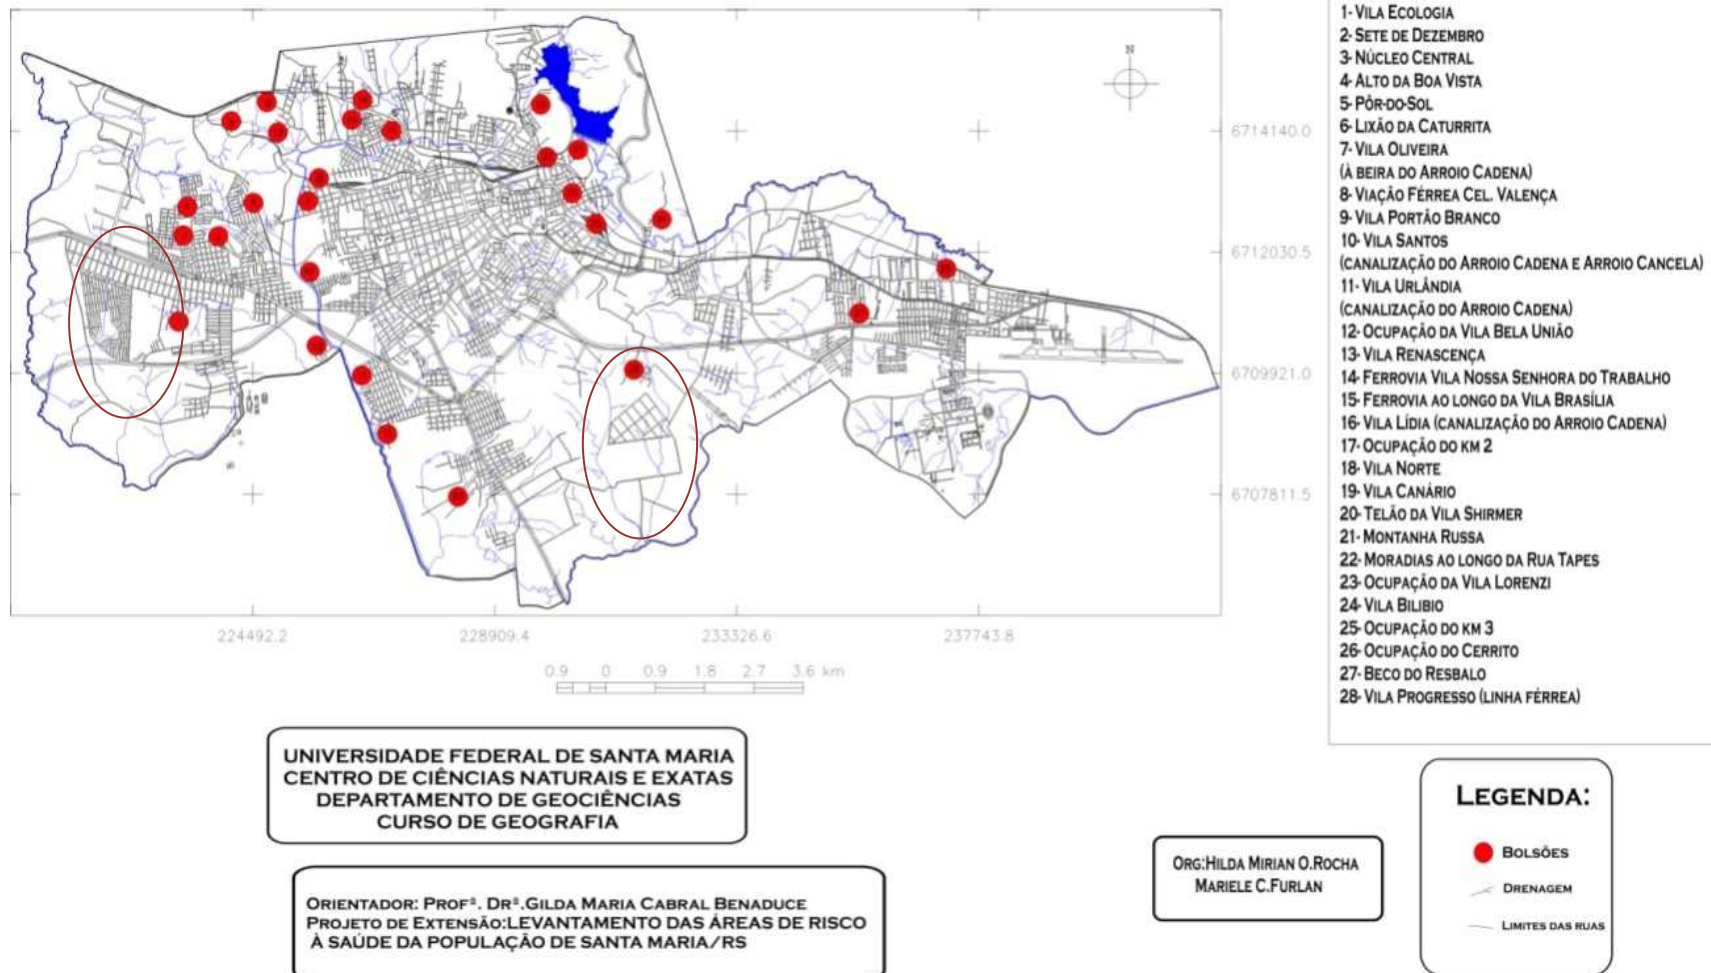 1- VILA ECOLOGIA
2- SETE DE DEZEMBRO
3- NÚCLEO CENTRAL
4- ALTO DA BOA VISTA
5- PÔR-DO-SOL
6- LIXÃO DA CATURRITA
7- VILA OLIVEIRA
(À BEIRA DO ARROIO CADENA)
8- VIAÇÃO FÉRREA CEL. VALENÇA
9- VILA PORTÃO BRANCO
10- VILA SANTOS
(CANALIZAÇÃO DO ARROIO CADENA E ARROIO CANCELA)
11- VILA URLÂNDIA
(CANALIZAÇÃO DO ARROIO CADENA)
12- OCUPAÇÃO DA VILA BELA UNIÃO
13- VILA RENASCENÇA
14- FERROVIA VILA NOSSA SENHORA DO TRABALHO
15- FERROVIA AO LONGO DA VILA BRASÍLIA
16- VILA LÍDIA (CANALIZAÇÃO DO ARROIO CADENA)
17- OCUPAÇÃO DO KM 2
18- VILA NORTE
19- VILA CANÁRIO
20- TELÃO DA VILA SHIRMER
21- MONTANHA RUSSA
22- MORADIAS AO LONGO DA RUA TAPES
23- OCUPAÇÃO DA VILA LORENZI
24- VILA BILIBIO
25- OCUPAÇÃO DO KM 3
26- OCUPAÇÃO DO CERRITO
27- BECO DO RESBALO
28- VILA PROGRESSO (LINHA FÉRREA)
N
6714140.0
6712030.5
6709921.0
6707811.5
224492.2 228909.4 233326.6 237743.8
0.9 0 0.9 1.8 2.7 3.6 km
UNIVERSIDADE FEDERAL DE SANTA MARIA
CENTRO DE CIÊNCIAS NATURAIS E EXATAS
DEPARTAMENTO DE GEOCIÊNCIAS
CURSO DE GEOGRAFIA
ORIENTADOR: PROFª. DRª.GILDA MARIA CABRAL BENADUCE
PROJETO DE EXTENSÃO:LEVANTAMENTO DAS ÁREAS DE RISCO
À SAÚDE DA POPULAÇÃO DE SANTA MARIA/RS
ORG:HILDA MIRIAN O.ROCHA
MARIELE C.FURLAN
LEGENDA:
BOLSÕES
DRENAGEM
LIMITES DAS RUAS